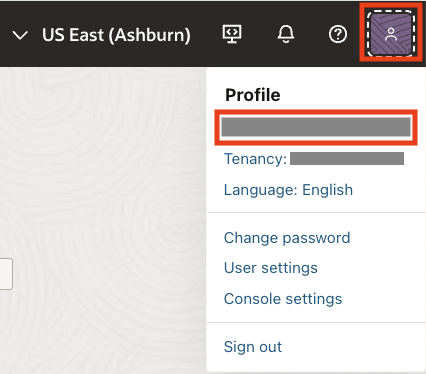 US East (Ashburn)
Profile
Tenancy:
Language: English
Change password
User settings
Console settings
Sign out